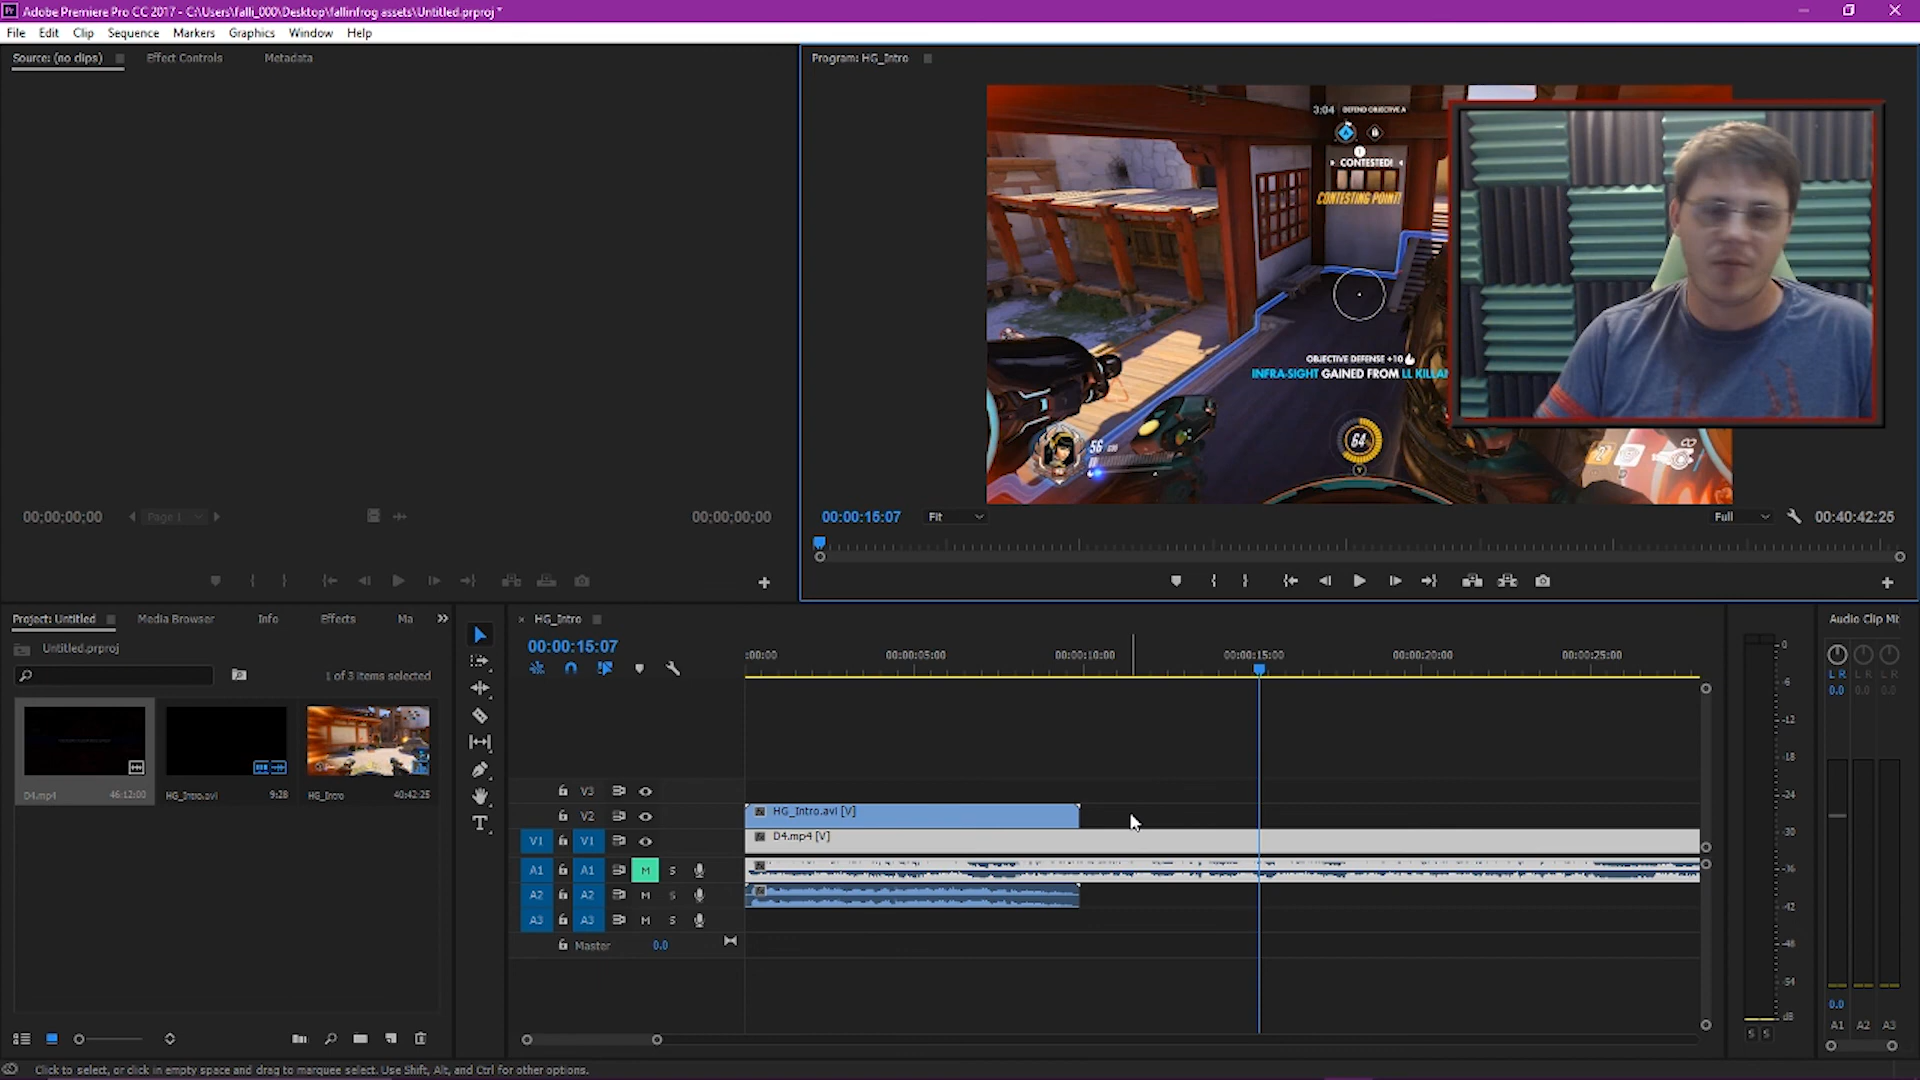 Adobe Premiere Pro CC 2017 - C:\Users\falli_000\Desktop\fallinfrog assets\Untitled.prproj *
File Edit Clip Sequence Markers Graphics Window Help
Source: (no clips) Effect Controls Metadata
Program: HG_Intro
3:04 DEFEND OBJECTIVE A
CONTESTED!
CONTESTING POINT!
OBJECTIVE DEFENSE +10
INFRA-SIGHT GAINED FROM LL KILLAN
56
64
00;00;00;00 Page 1 00;00;00;00
00:00:15:07 Fit Full 00:40:42:25
Project: Untitled Media Browser Info Effects Ma
Untitled.prproj
1 of 3 items selected
D4.mp4 46:12:00 HG_Intro.avi 9:28 HG_Intro 40:42:25
HG_Intro
00:00:15:07
:00:00 00:00:05:00 00:00:10:00 00:00:15:00 00:00:20:00 00:00:25:00
V3
V2 HG_Intro.avi [V]
V1 V1 D4.mp4 [V]
A1 A1 M S
A2 A2 M S
A3 A3 M S
Master 0.0
0
-6
-12
-18
-24
-30
-36
-42
-48
-54
dB
S S
Audio Clip Mi
L R L R L R
0.0 0.0 0.0
0.0
A1 A2 A3
Click to select, or click in empty space and drag to marquee select. Use Shift, Alt, and Ctrl for other options.